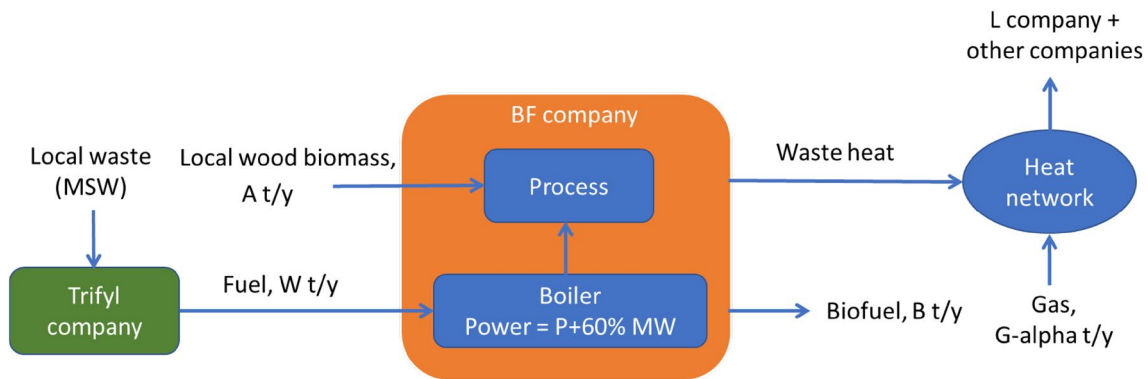 L company +
other companies
BF company
Local waste
(MSW)
Local wood biomass,
A t/y
Process
Waste heat
Heat
network
Trifyl
company
Fuel, W t/y
Boiler
Power = P+60% MW
Biofuel, B t/y
Gas,
G-alpha t/y